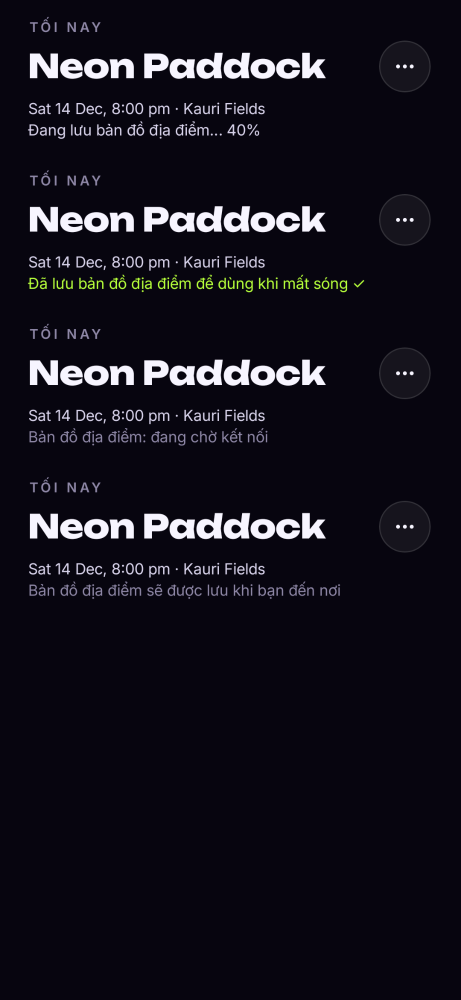 TỐI NAY
Neon Paddock
Sat 14 Dec, 8:00 pm · Kauri Fields
Đang lưu bản đồ địa điểm... 40%
TỐI NAY
Neon Paddock
Sat 14 Dec, 8:00 pm · Kauri Fields
Đã lưu bản đồ địa điểm để dùng khi mất sóng ✓
TỐI NAY
Neon Paddock
Sat 14 Dec, 8:00 pm · Kauri Fields
Bản đồ địa điểm: đang chờ kết nối
TỐI NAY
Neon Paddock
Sat 14 Dec, 8:00 pm · Kauri Fields
Bản đồ địa điểm sẽ được lưu khi bạn đến nơi